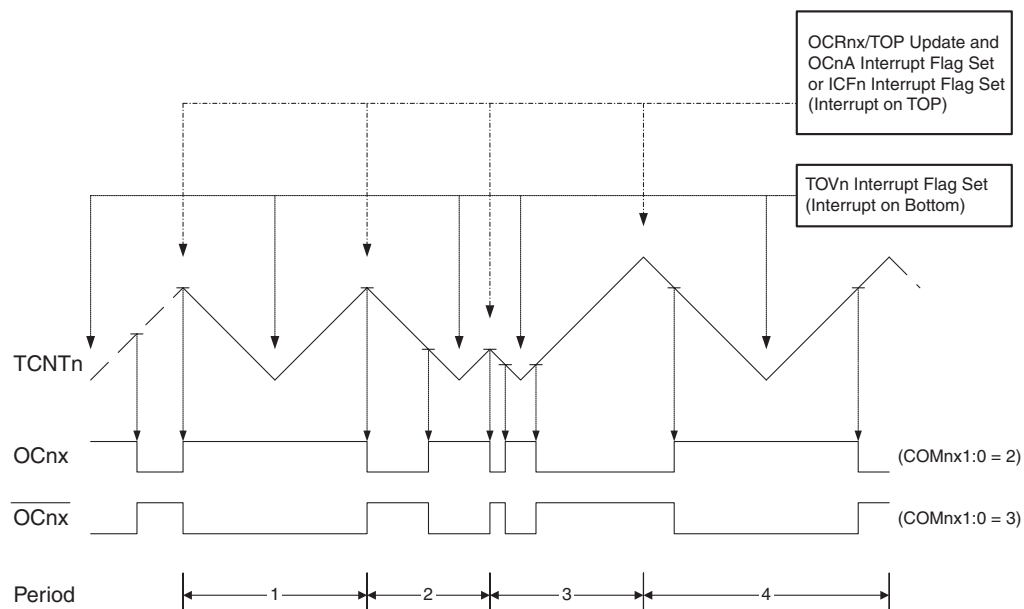 OCRnx/TOP Update and
OCnA Interrupt Flag Set
or ICFn Interrupt Flag Set
(Interrupt on TOP)
TOVn Interrupt Flag Set
(Interrupt on Bottom)
TCNTn
OCnx
(COMnx1:0 = 2)
OCnx
(COMnx1:0 = 3)
Period
1
2
3
4